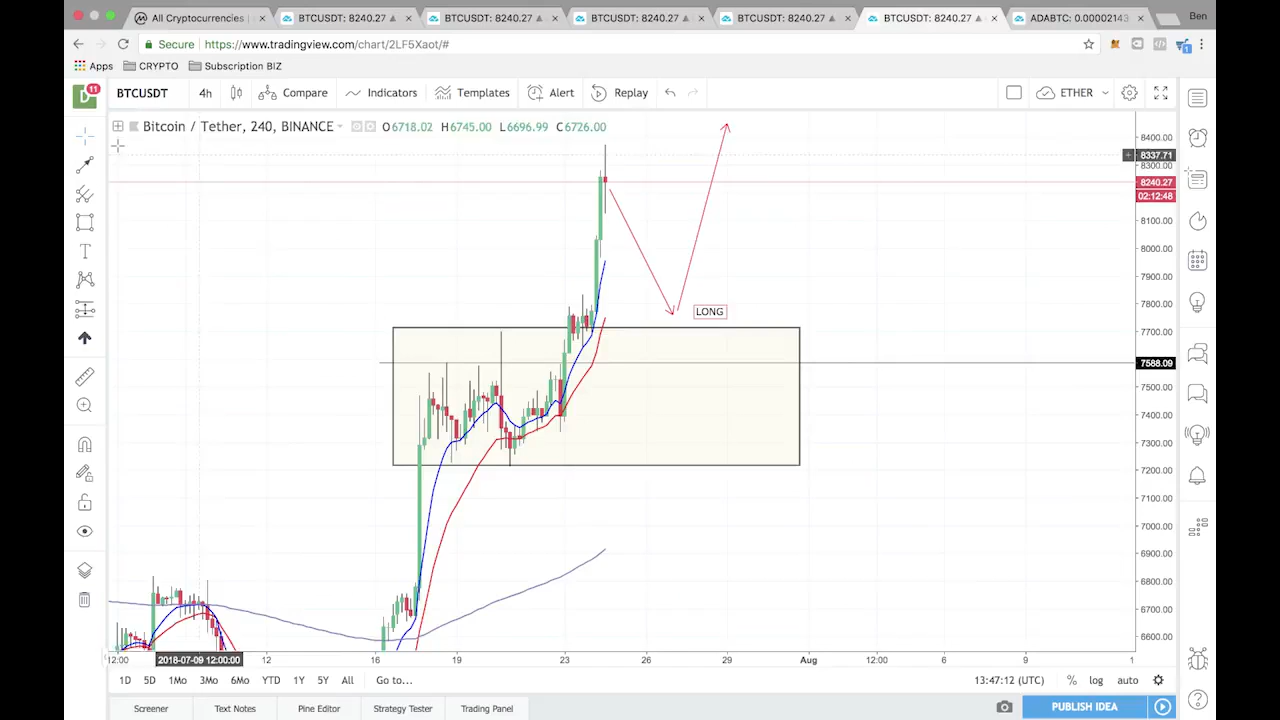 All Cryptocurrencies |
BTCUSDT: 8240.27 ▲
BTCUSDT: 8240.27 ▲
BTCUSDT: 8240.27 ▲
BTCUSDT: 8240.27 ▲
BTCUSDT: 8240.27 ▲
ADABTC: 0.00002143
Ben
Secure https://www.tradingview.com/chart/2LF5Xaot/#
Apps CRYPTO Subscription BIZ
D 11
BTCUSDT 4h Compare Indicators Templates Alert Replay ETHER
Bitcoin / Tether, 240, BINANCE O6718.02 H6745.00 L6696.99 C6726.00
8400.00
8337.71
8300.00
8240.27
02:12:48
8100.00
8000.00
7900.00
7800.00
LONG
7700.00
7588.09
7500.00
7400.00
7300.00
7200.00
7100.00
7000.00
6900.00
6800.00
6700.00
6600.00
12:00 2018-07-09 12:00:00 12 16 19 23 26 29 Aug 12:00 6 9 1
1D 5D 1Mo 3Mo 6Mo YTD 1Y 5Y All Go to... 13:47:12 (UTC) % log auto
Screener Text Notes Pine Editor Strategy Tester Trading Panel PUBLISH IDEA